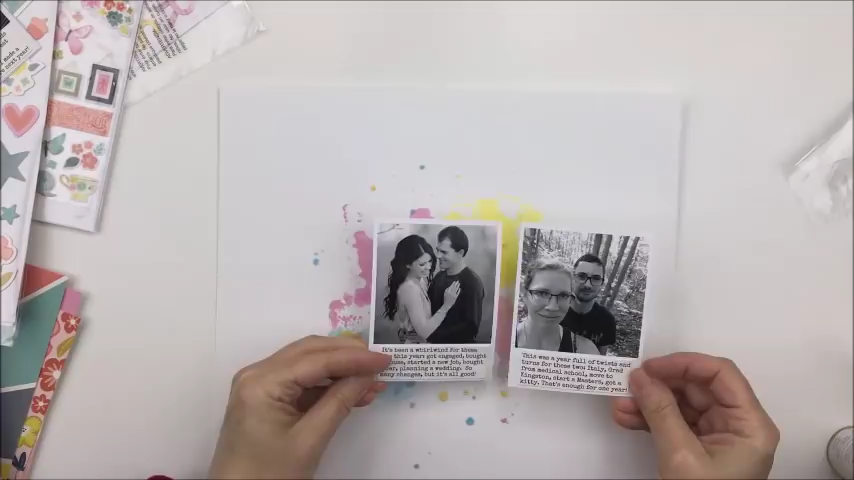 It's been a whirlwind for these
this year: got engaged, bought
started a new job, bought
planning a wedding. So
many changes, but it's all good!
This was a year full of twists and
turns for these two: Italy, Grad
from medical school, move to
Kingston, start a Masters, got a
kitty. That's enough for one year!